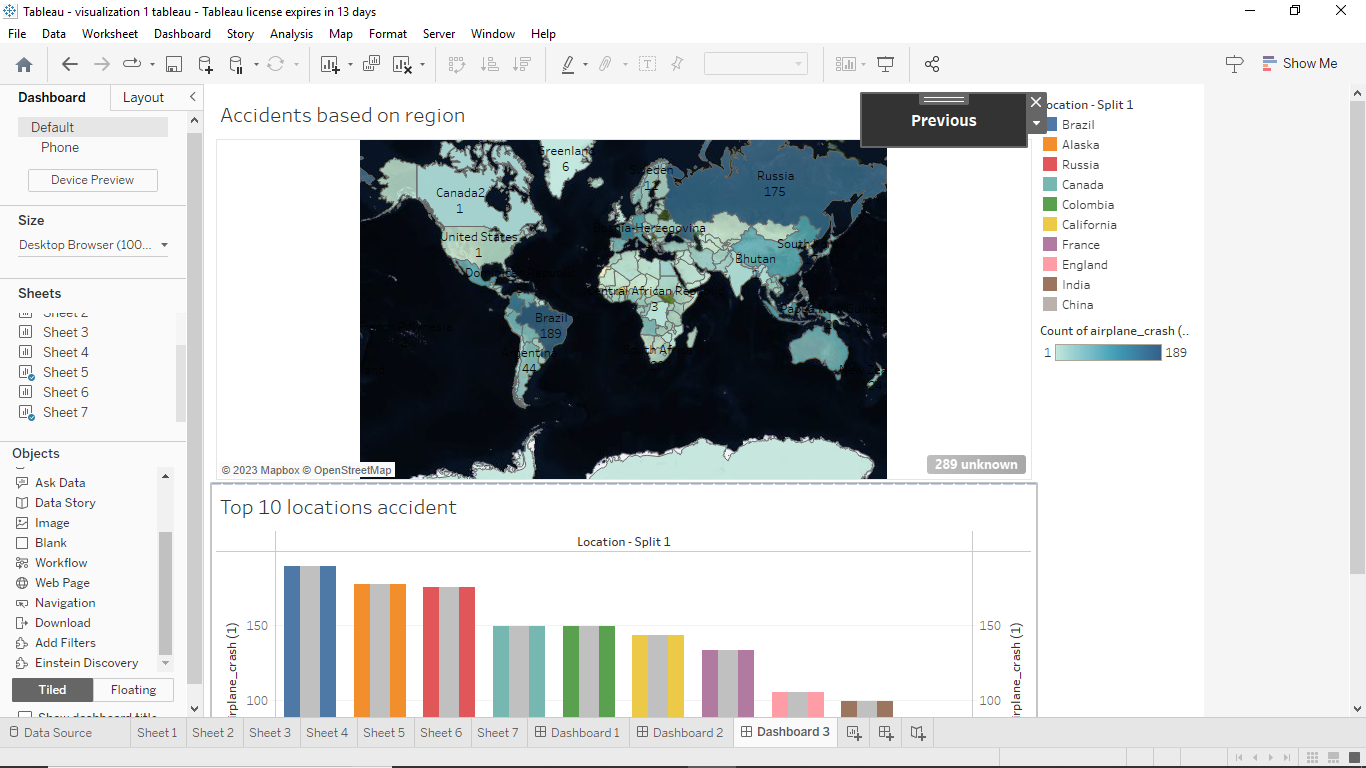 Tableau - visualization 1 tableau - Tableau license expires in 13 days
File Data Worksheet Dashboard Story Analysis Map Format Server Window Help
Show Me
Dashboard Layout
Default
Phone
Device Preview
Size
Desktop Browser (100...
Sheets
Sheet 2
Sheet 3
Sheet 4
Sheet 5
Sheet 6
Sheet 7
Objects
Ask Data
Data Story
Image
Blank
Workflow
Web Page
Navigation
Download
Add Filters
Einstein Discovery
Tiled Floating
Show dashboard title
Accidents based on region
Previous
Greenland
6
Sweden
Russia
175
Canada2
1
United States
1
Bosnia-Herzegovina
South
Bhutan
Central African Republic
3
Brazil
189
Argentina
44
South Africa
© 2023 Mapbox © OpenStreetMap
289 unknown
Location - Split 1
Brazil
Alaska
Russia
Canada
Colombia
California
France
England
India
China
Count of airplane_crash (..
1 189
Top 10 locations accident
Location - Split 1
150
100
airplane_crash (1)
150
100
airplane_crash (1)
Data Source Sheet 1 Sheet 2 Sheet 3 Sheet 4 Sheet 5 Sheet 6 Sheet 7 Dashboard 1 Dashboard 2 Dashboard 3